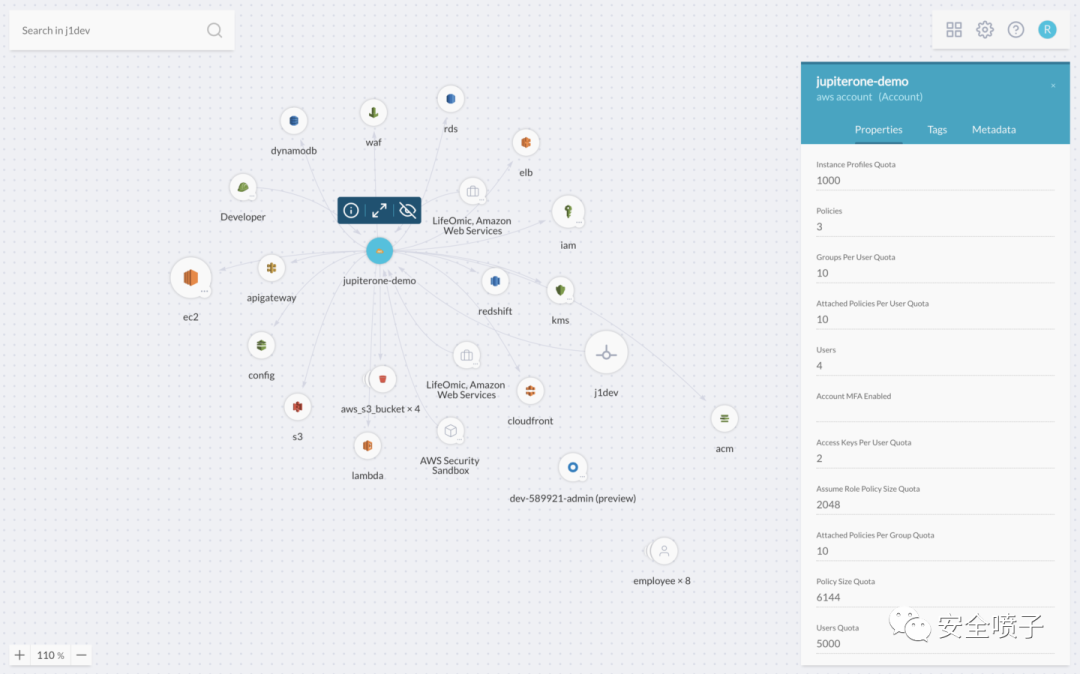 Search in j1dev
R
jupiterone-demo
aws account (Account)
Properties
Tags
Metadata
Instance Profiles Quota
1000
Policies
3
Groups Per User Quota
10
Attached Policies Per User Quota
10
Users
4
Account MFA Enabled
Access Keys Per User Quota
2
Assume Role Policy Size Quota
2048
Attached Policies Per Group Quota
10
Policy Size Quota
6144
Users Quota
5000
安全喷子
rds
waf
dynamodb
elb
Developer
LifeOmic, Amazon
Web Services
iam
jupiterone-demo
apigateway
redshift
ec2
kms
config
LifeOmic, Amazon
Web Services
j1dev
aws_s3_bucket × 4
cloudfront
s3
acm
AWS Security
Sandbox
lambda
dev-589921-admin (preview)
employee × 8
110 %